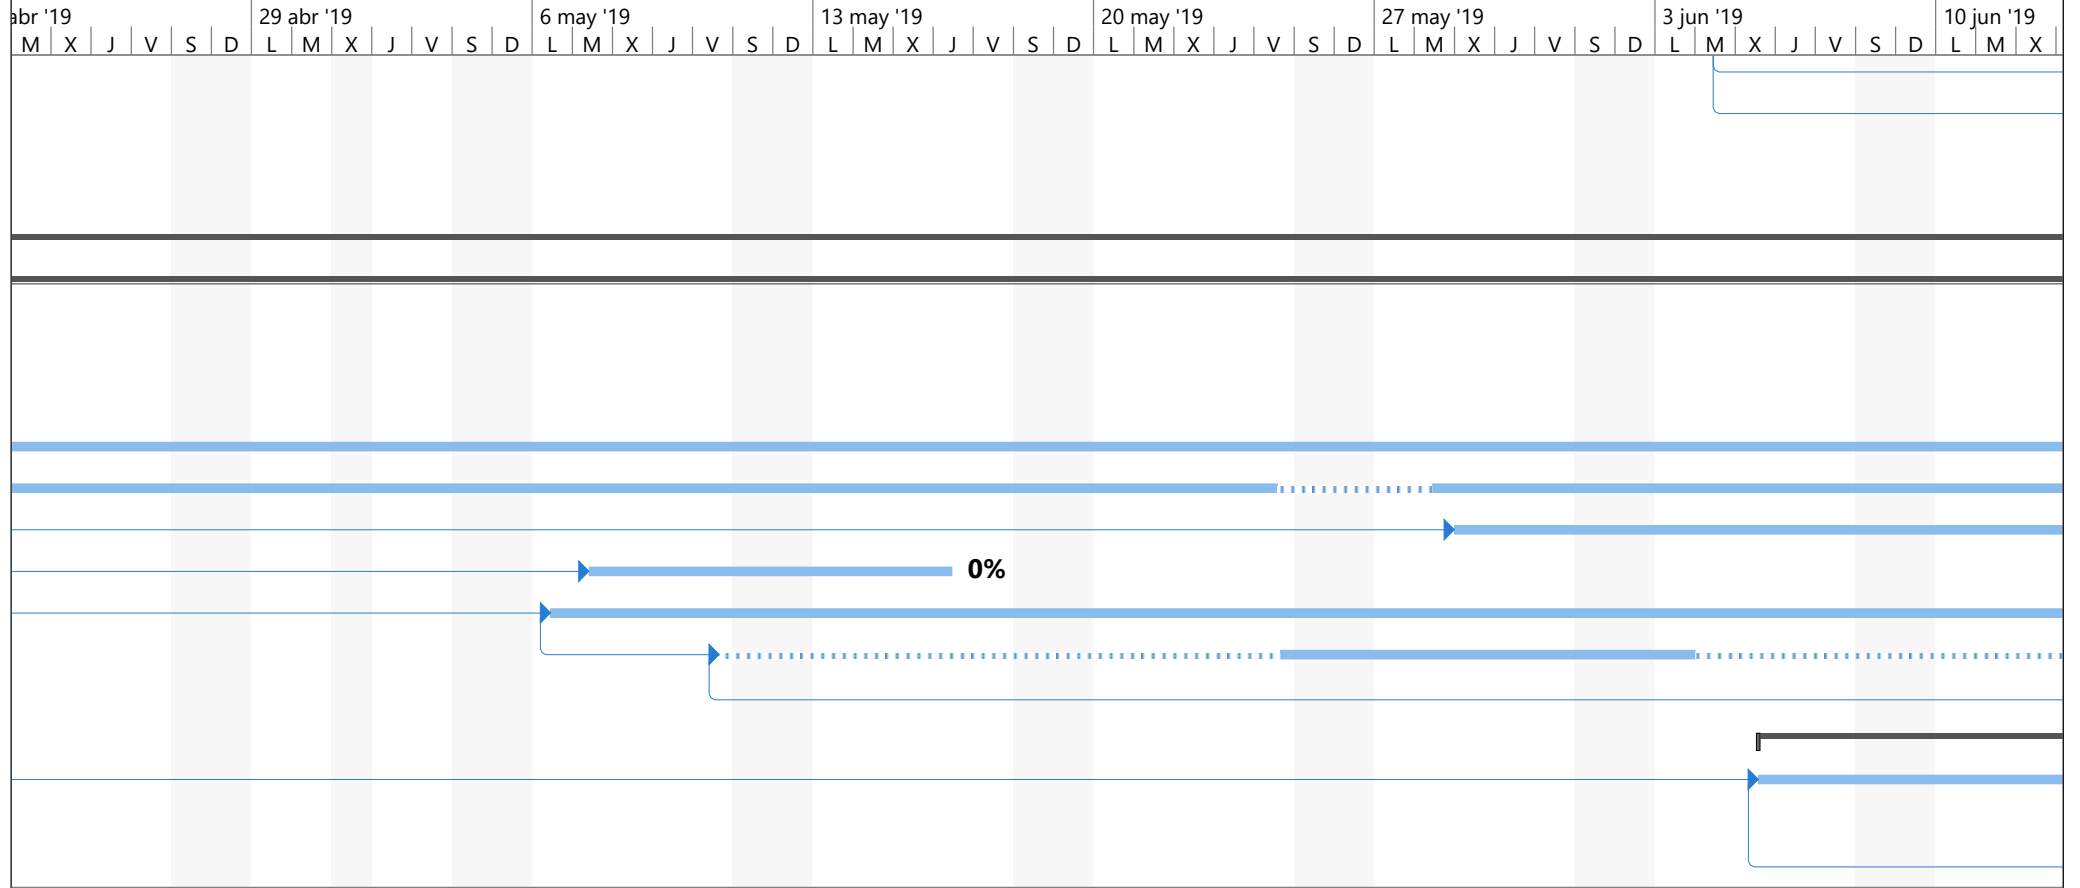 abr '19 29 abr '19 6 may '19 13 may '19 20 may '19 27 may '19 3 jun '19 10 jun '19
M X J V S D L M X J V S D L M X J V S D L M X J V S D L M X J V S D L M X J V S D L M X J V S D L M X
0%